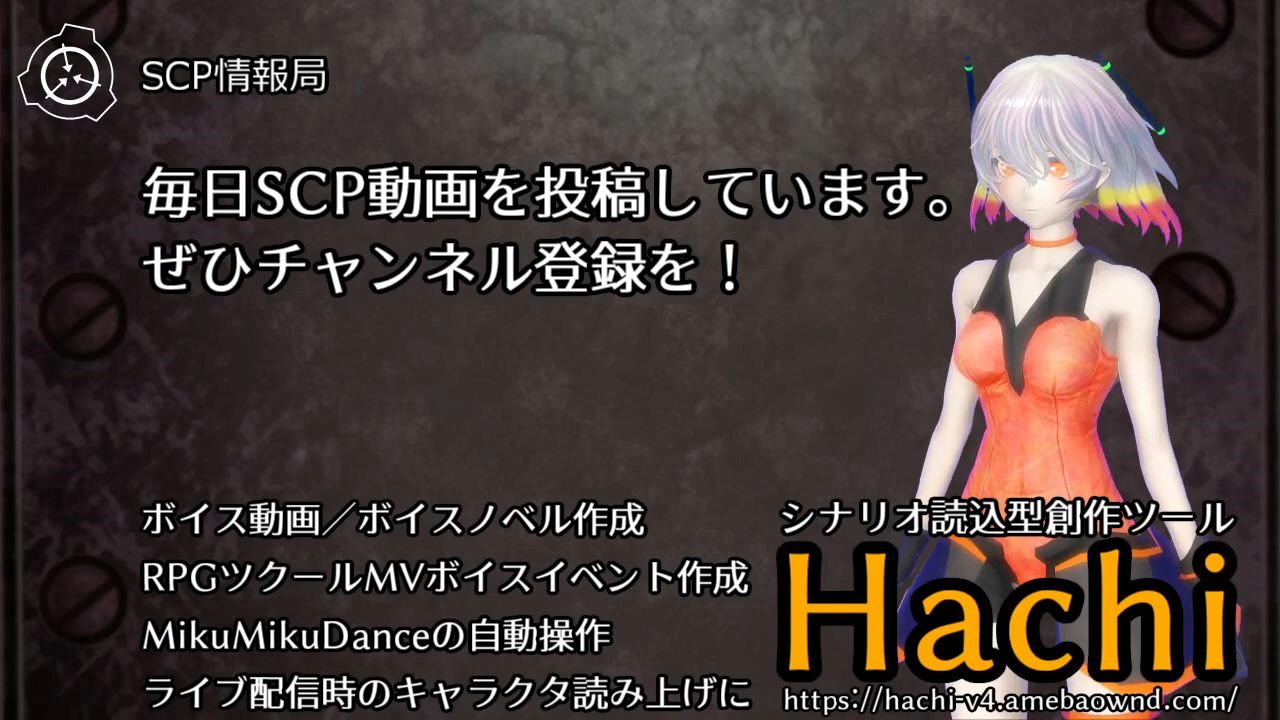 SCP情報局
毎日SCP動画を投稿しています。
ぜひチャンネル登録を！
ボイス動画／ボイスノベル作成
RPGツクールMVボイスイベント作成
MikuMikuDanceの自動操作
ライブ配信時のキャラクタ読み上げに
シナリオ読込型創作ツール
Hachi
https://hachi-v4.amebaownd.com/